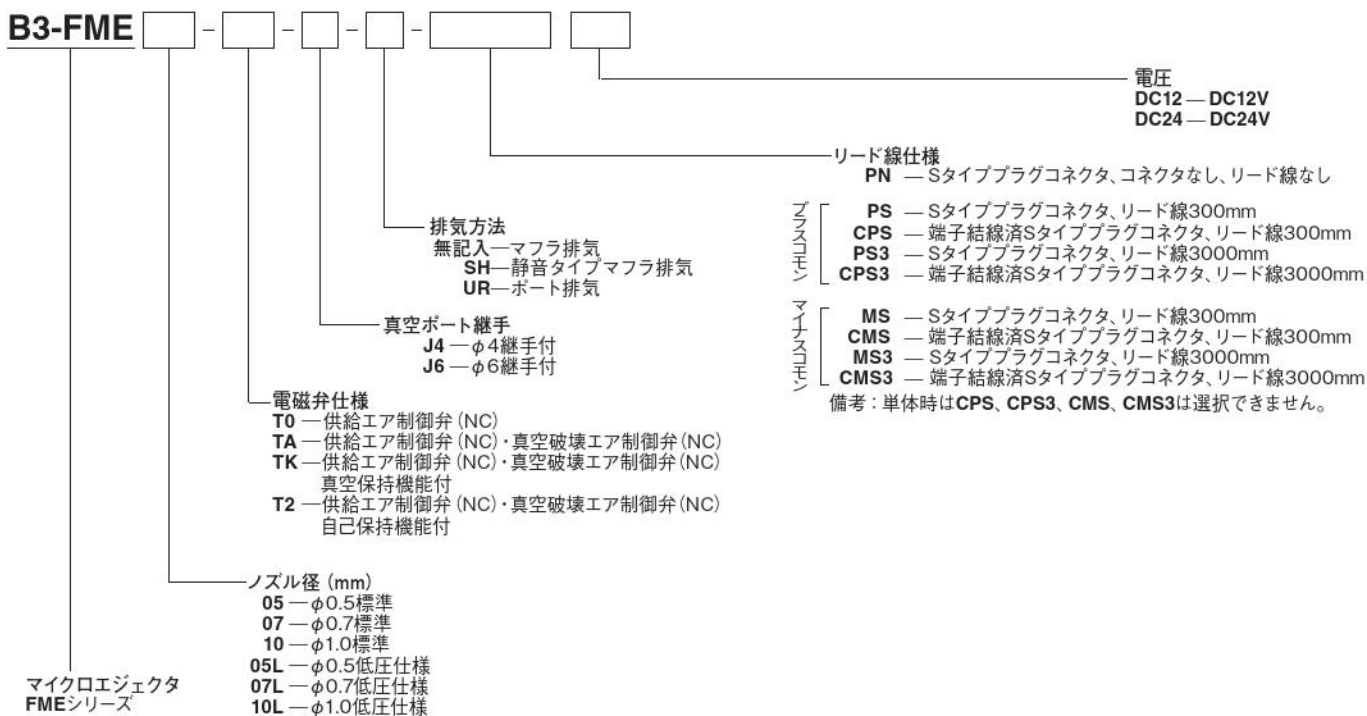 B3-FME - - - -
電圧
DC12 — DC12V
DC24 — DC24V
リード線仕様
PN — Sタイププラグコネクタ、コネクタなし、リード線なし
プラスコモン
PS — Sタイププラグコネクタ、リード線300mm
CPS — 端子結線済Sタイププラグコネクタ、リード線300mm
PS3 — Sタイププラグコネクタ、リード線3000mm
CPS3 — 端子結線済Sタイププラグコネクタ、リード線3000mm
マイナスコモン
MS — Sタイププラグコネクタ、リード線300mm
CMS — 端子結線済Sタイププラグコネクタ、リード線300mm
MS3 — Sタイププラグコネクタ、リード線3000mm
CMS3 — 端子結線済Sタイププラグコネクタ、リード線3000mm
備考：単体時はCPS、CPS3、CMS、CMS3は選択できません。
排気方法
無記入—マフラ排気
SH—静音タイプマフラ排気
UR—ポート排気
真空ポート継手
J4 —φ4継手付
J6 —φ6継手付
電磁弁仕様
T0 —供給エア制御弁（NC）
TA —供給エア制御弁（NC）・真空破壊エア制御弁（NC）
TK —供給エア制御弁（NC）・真空破壊エア制御弁（NC）
真空保持機能付
T2 —供給エア制御弁（NC）・真空破壊エア制御弁（NC）
自己保持機能付
ノズル径（mm）
05 —φ0.5標準
07 —φ0.7標準
10 —φ1.0標準
05L —φ0.5低圧仕様
07L —φ0.7低圧仕様
10L —φ1.0低圧仕様
マイクロエジェクタ
FMEシリーズ